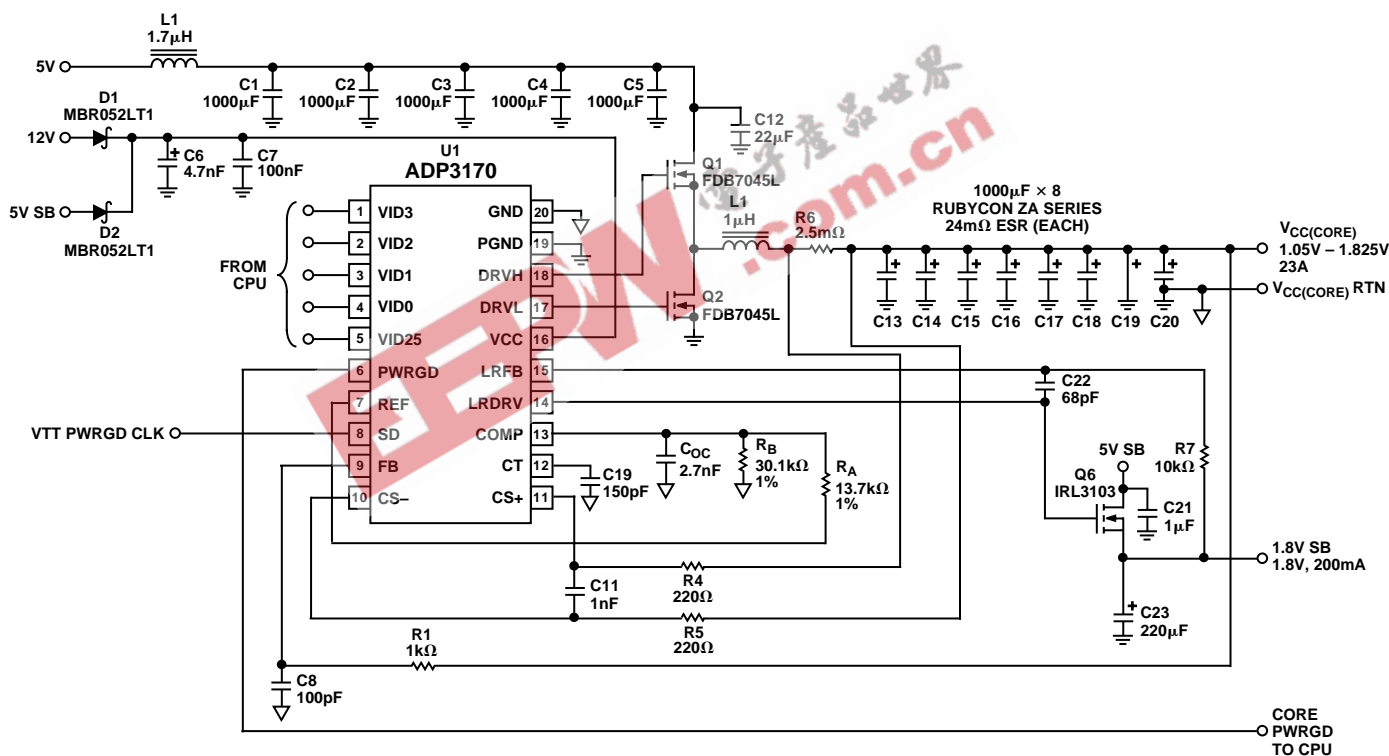 L1
1.7μH
5V
C1
1000μF
C2
1000μF
C3
1000μF
C4
1000μF
C5
1000μF
D1
MBR052LT1
12V
C6
4.7nF
C7
100nF
5V SB
D2
MBR052LT1
C12
22μF
Q1
FDB7045L
L1
1μH
R6
2.5mΩ
1000μF × 8
RUBYCON ZA SERIES
24mΩ ESR (EACH)
VCC(CORE)
1.05V – 1.825V
23A
VCC(CORE) RTN
C13
C14
C15
C16
C17
C18
C19
C20
Q2
FDB7045L
U1
ADP3170
FROM
CPU
1 VID3 GND 20
2 VID2 PGND 19
3 VID1 DRVH 18
4 VID0 DRVL 17
5 VID25 VCC 16
6 PWRGD LRFB 15
7 REF LRDRV 14
8 SD COMP 13
9 FB CT 12
10 CS– CS+ 11
VTT PWRGD CLK
COC
2.7nF
RB
30.1kΩ
1%
RA
13.7kΩ
1%
C19
150pF
C22
68pF
5V SB
R7
10kΩ
Q6
IRL3103
C21
1μF
1.8V SB
1.8V, 200mA
C23
220μF
C11
1nF
R4
220Ω
R5
220Ω
R1
1kΩ
C8
100pF
CORE
PWRGD
TO CPU
EEPW
.com.cn
電子產品世界